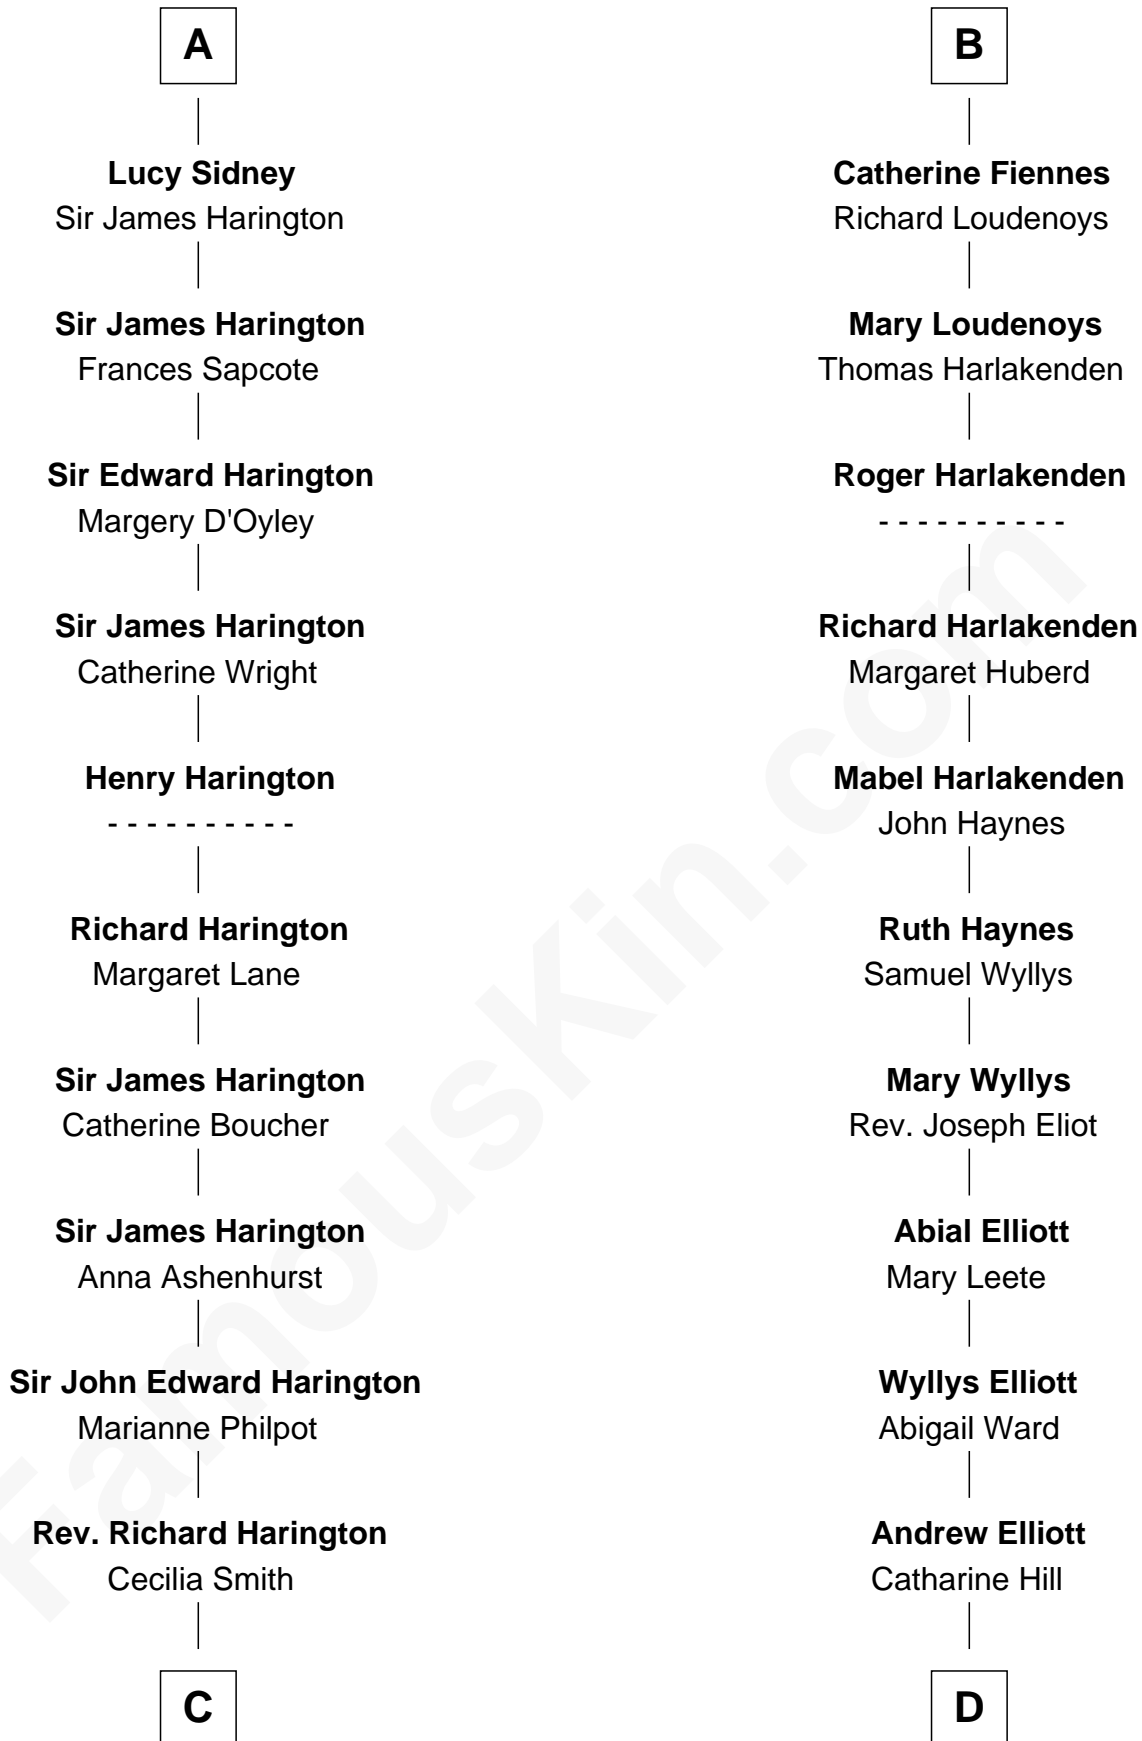 A
Lucy Sidney
Sir James Harington
Sir James Harington
Frances Sapcote
Sir Edward Harington
Margery D'Oyley
Sir James Harington
Catherine Wright
Henry Harington
- - - - - - - - - -
Richard Harington
Margaret Lane
Sir James Harington
Catherine Boucher
Sir James Harington
Anna Ashenhurst
Sir John Edward Harington
Marianne Philpot
Rev. Richard Harington
Cecilia Smith
C
B
Catherine Fiennes
Richard Loudenoys
Mary Loudenoys
Thomas Harlakenden
Roger Harlakenden
- - - - - - - - - -
Richard Harlakenden
Margaret Huberd
Mabel Harlakenden
John Haynes
Ruth Haynes
Samuel Wyllys
Mary Wyllys
Rev. Joseph Eliot
Abial Elliott
Mary Leete
Wyllys Elliott
Abigail Ward
Andrew Elliott
Catharine Hill
D
FamousKin.com